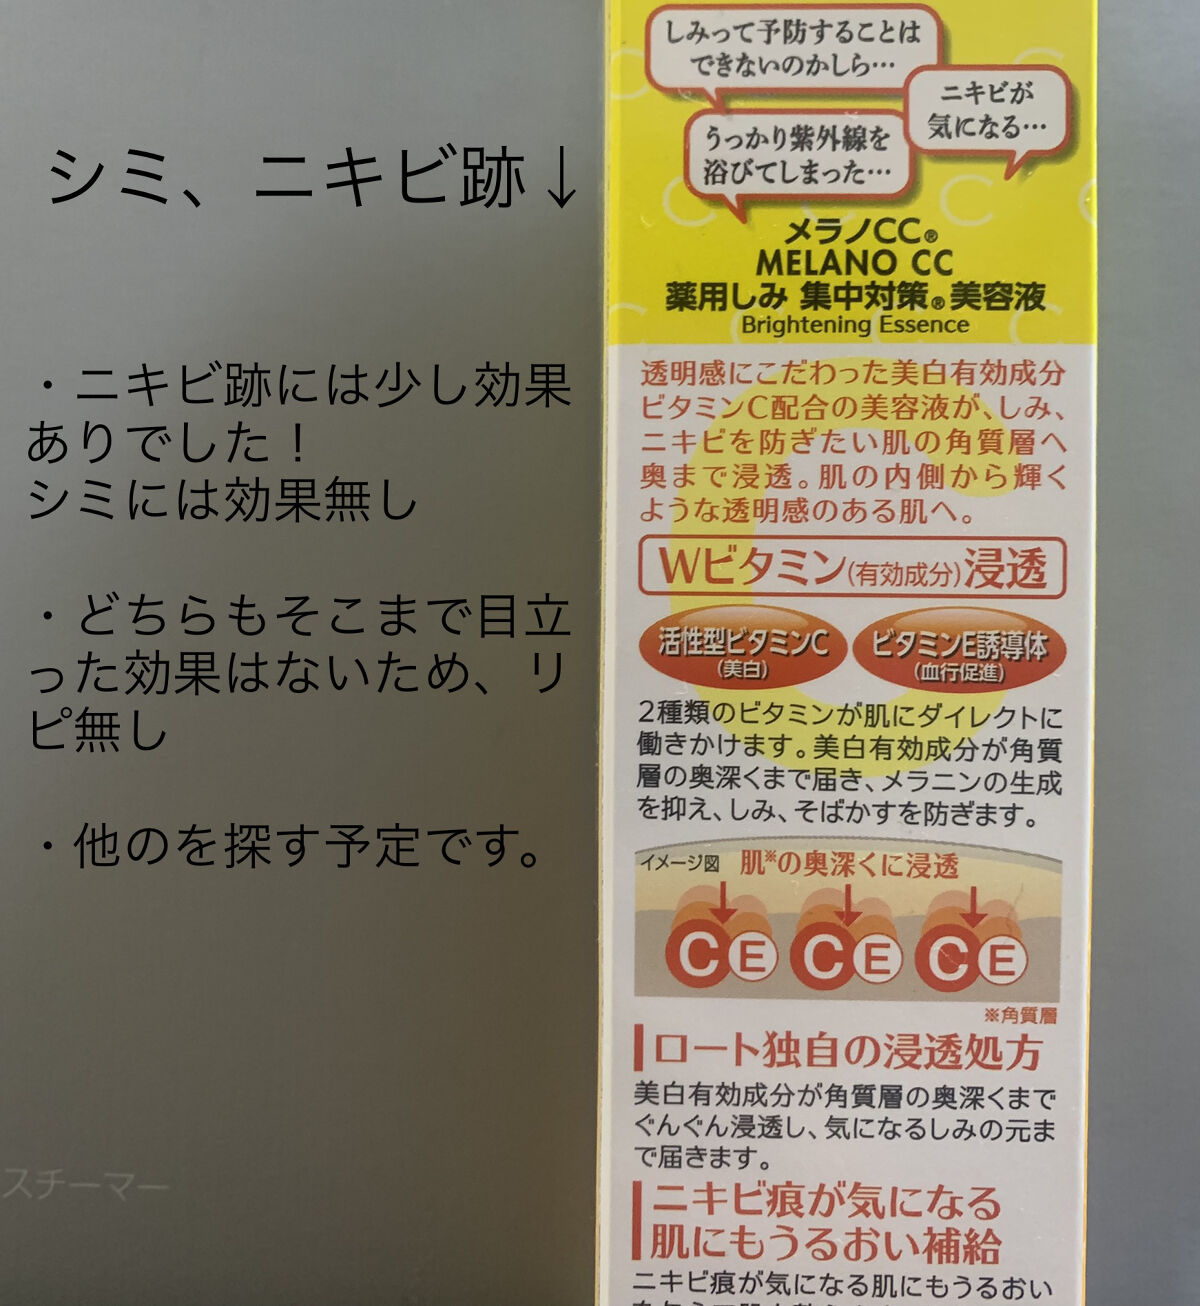 シミ、ニキビ跡↓
・ニキビ跡には少し効果
ありでした！
シミには効果無し
・どちらもそこまで目立
った効果はないため、リ
ピ無し
・他のを探す予定です。
スチーマー
しみって予防することは
できないのかしら…
ニキビが
気になる…
うっかり紫外線を
浴びてしまった…
メラノCC®
MELANO CC
薬用しみ 集中対策®美容液
Brightening Essence
透明感にこだわった美白有効成分
ビタミンC配合の美容液が、しみ、
ニキビを防ぎたい肌の角質層へ
奥まで浸透。肌の内側から輝く
ような透明感のある肌へ。
Wビタミン(有効成分)浸透
活性型ビタミンC
(美白)
ビタミンE誘導体
(血行促進)
2種類のビタミンが肌にダイレクトに
働きかけます。美白有効成分が角質
層の奥深くまで届き、メラニンの生成
を抑え、しみ、そばかすを防ぎます。
イメージ図 肌※の奥深くに浸透
C E C E C E
※角質層
ロート独自の浸透処方
美白有効成分が角質層の奥深くまで
ぐんぐん浸透し、気になるしみの元ま
で届きます。
ニキビ痕が気になる
肌にもうるおい補給
ニキビ痕が気になる肌にもうるおい